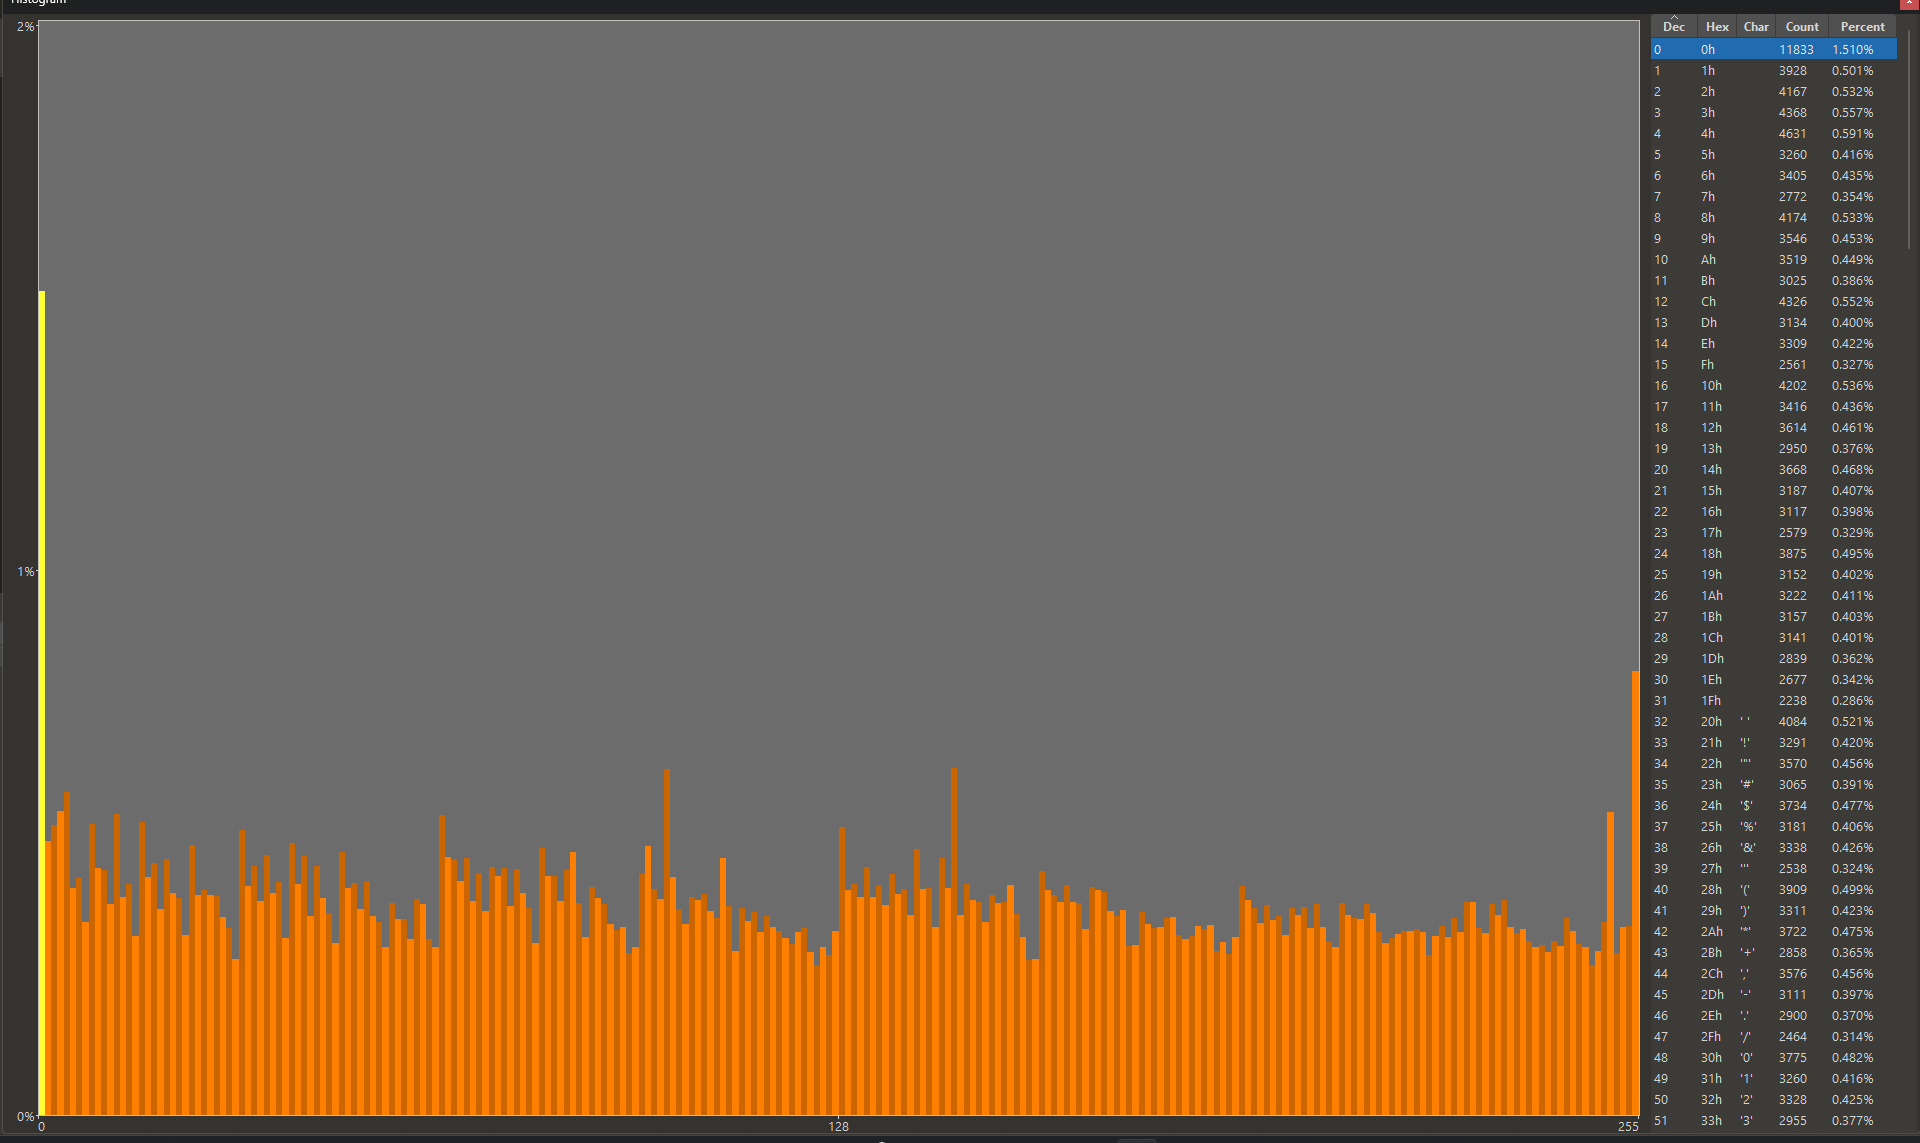 Histogram
2%
1%
0%
0 128 255
Dec Hex Char Count Percent
0 0h 11833 1.510%
1 1h 3928 0.501%
2 2h 4167 0.532%
3 3h 4368 0.557%
4 4h 4631 0.591%
5 5h 3260 0.416%
6 6h 3405 0.435%
7 7h 2772 0.354%
8 8h 4174 0.533%
9 9h 3546 0.453%
10 Ah 3519 0.449%
11 Bh 3025 0.386%
12 Ch 4326 0.552%
13 Dh 3134 0.400%
14 Eh 3309 0.422%
15 Fh 2561 0.327%
16 10h 4202 0.536%
17 11h 3416 0.436%
18 12h 3614 0.461%
19 13h 2950 0.376%
20 14h 3668 0.468%
21 15h 3187 0.407%
22 16h 3117 0.398%
23 17h 2579 0.329%
24 18h 3875 0.495%
25 19h 3152 0.402%
26 1Ah 3222 0.411%
27 1Bh 3157 0.403%
28 1Ch 3141 0.401%
29 1Dh 2839 0.362%
30 1Eh 2677 0.342%
31 1Fh 2238 0.286%
32 20h ' ' 4084 0.521%
33 21h '!' 3291 0.420%
34 22h '"' 3570 0.456%
35 23h '#' 3065 0.391%
36 24h '$' 3734 0.477%
37 25h '%' 3181 0.406%
38 26h '&' 3338 0.426%
39 27h ''' 2538 0.324%
40 28h '(' 3909 0.499%
41 29h ')' 3311 0.423%
42 2Ah '*' 3722 0.475%
43 2Bh '+' 2858 0.365%
44 2Ch ',' 3576 0.456%
45 2Dh '-' 3111 0.397%
46 2Eh '.' 2900 0.370%
47 2Fh '/' 2464 0.314%
48 30h '0' 3775 0.482%
49 31h '1' 3260 0.416%
50 32h '2' 3328 0.425%
51 33h '3' 2955 0.377%